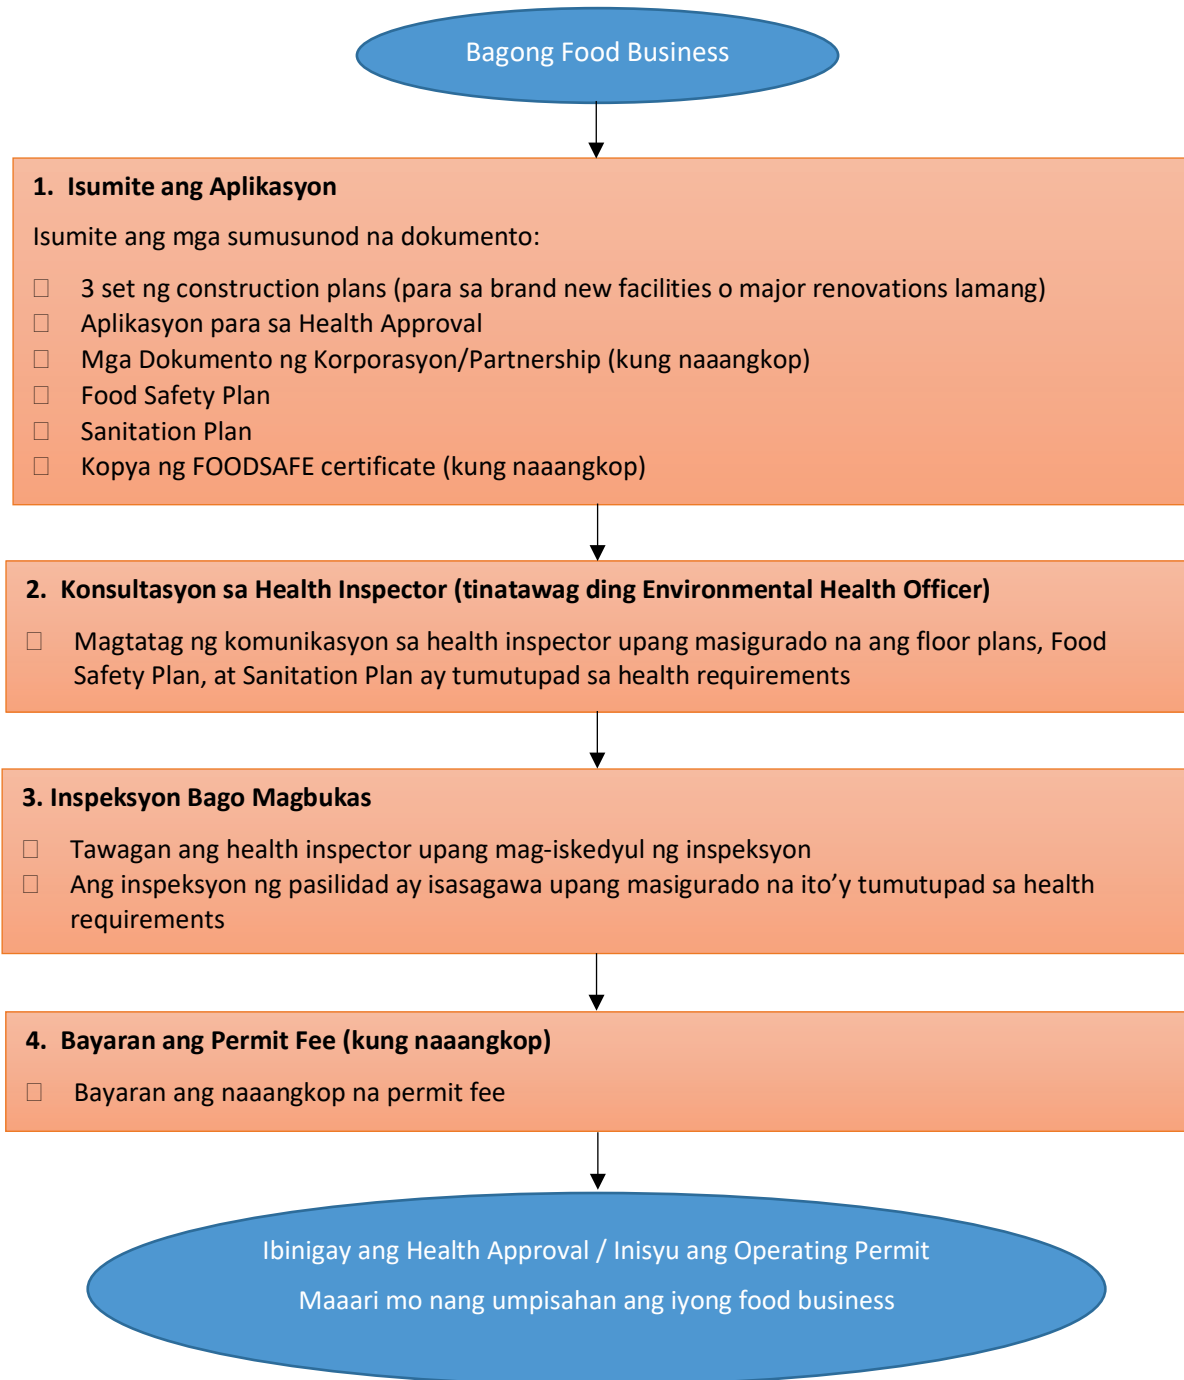 Bagong Food Business
1. Isumite ang Aplikasyon
Isumite ang mga sumusunod na dokumento:
☐ 3 set ng construction plans (para sa brand new facilities o major renovations lamang)
☐ Aplikasyon para sa Health Approval
☐ Mga Dokumento ng Korporasyon/Partnership (kung naaangkop)
☐ Food Safety Plan
☐ Sanitation Plan
☐ Kopya ng FOODSAFE certificate (kung naaangkop)
2. Konsultasyon sa Health Inspector (tinatawag ding Environmental Health Officer)
☐ Magtatag ng komunikasyon sa health inspector upang masigurado na ang floor plans, Food
Safety Plan, at Sanitation Plan ay tumutupad sa health requirements
3. Inspeksyon Bago Magbukas
☐ Tawagan ang health inspector upang mag-iskedyul ng inspeksyon
☐ Ang inspeksyon ng pasilidad ay isasagawa upang masigurado na ito’y tumutupad sa health
requirements
4. Bayaran ang Permit Fee (kung naaangkop)
☐ Bayaran ang naaangkop na permit fee
Ibinigay ang Health Approval / Inisyu ang Operating Permit
Maaari mo nang umpisahan ang iyong food business